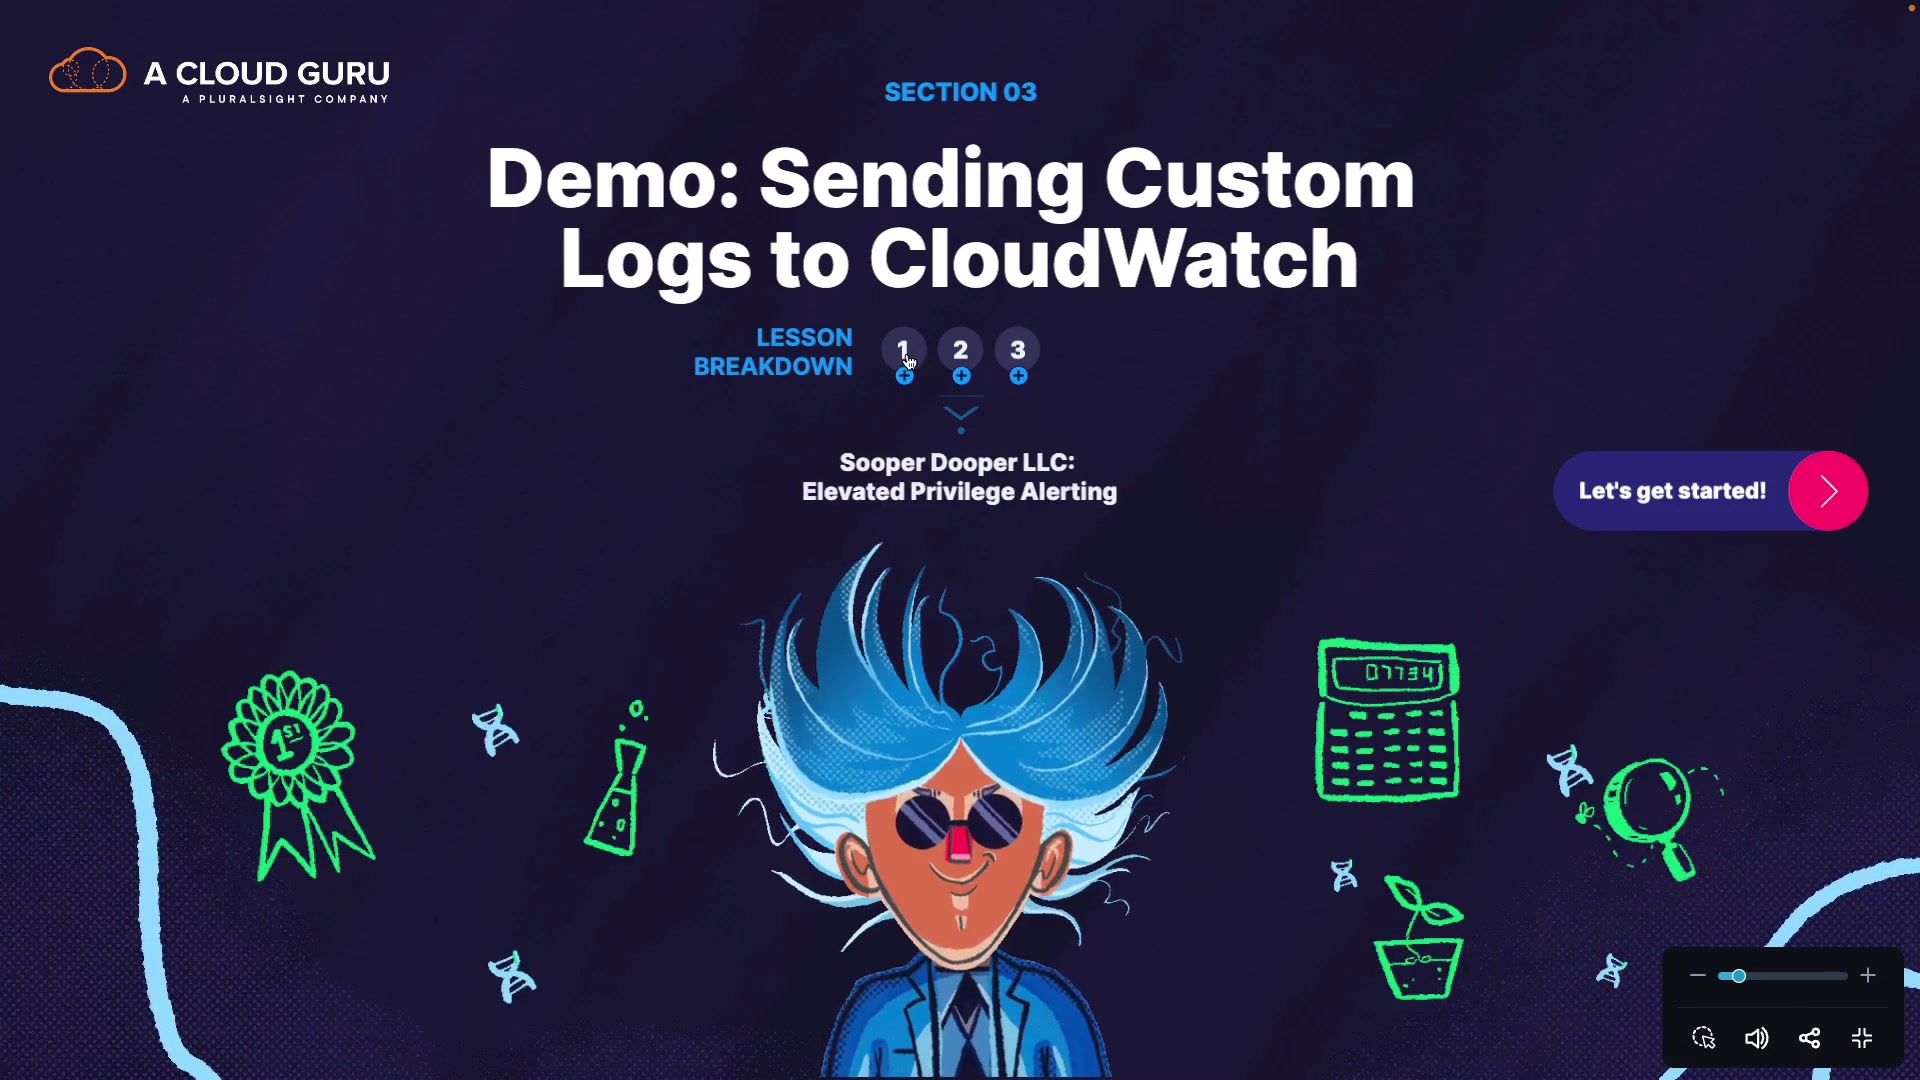 A CLOUD GURU
A PLURALSIGHT COMPANY
SECTION 03
Demo: Sending Custom
Logs to CloudWatch
LESSON
BREAKDOWN
1 2 3
Sooper Dooper LLC:
Elevated Privilege Alerting
Let's get started!
1ST
07734